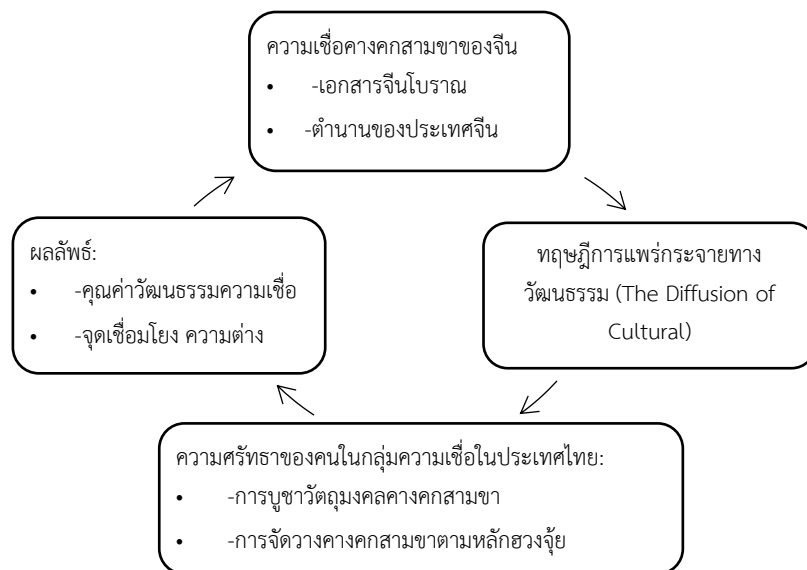 ความเชื่อคางคกสามขาของจีน
• -เอกสารจีนโบราณ
• -ตำนานของประเทศจีน
ทฤษฎีการแพร่กระจายทาง
วัฒนธรรม (The Diffusion of
Cultural)
ความศรัทธาของคนในกลุ่มความเชื่อในประเทศไทย:
• -การบูชาวัตถุมงคลคางคกสามขา
• -การจัดวางคางคกสามขาตามหลักฮวงจุ้ย
ผลลัพธ์:
• -คุณค่าวัฒนธรรมความเชื่อ
• -จุดเชื่อมโยง ความต่าง